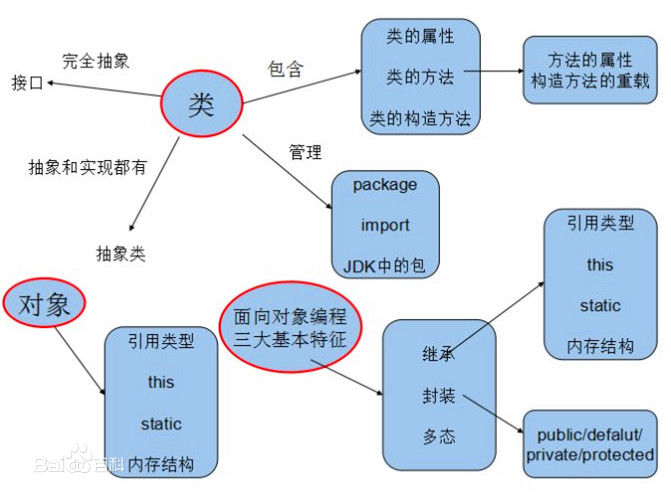 完全抽象
接口
类
包含
类的属性
类的方法
类的构造方法
方法的属性
构造方法的重载
抽象和实现都有
抽象类
管理
package
import
JDK中的包
对象
引用类型
this
static
内存结构
面向对象编程
三大基本特征
继承
封装
多态
引用类型
this
static
内存结构
public/defalut/
private/protected
Bai百科